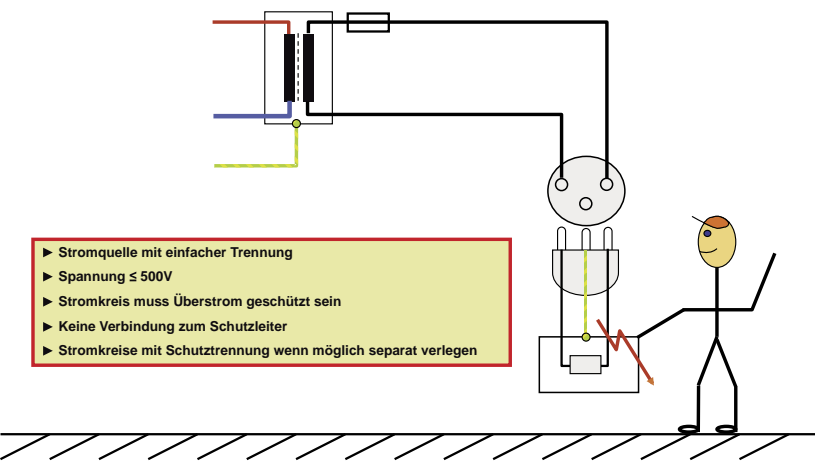 ► Stromquelle mit einfacher Trennung
► Spannung ≤ 500V
► Stromkreis muss Überstrom geschützt sein
► Keine Verbindung zum Schutzleiter
► Stromkreise mit Schutztrennung wenn möglich separat verlegen